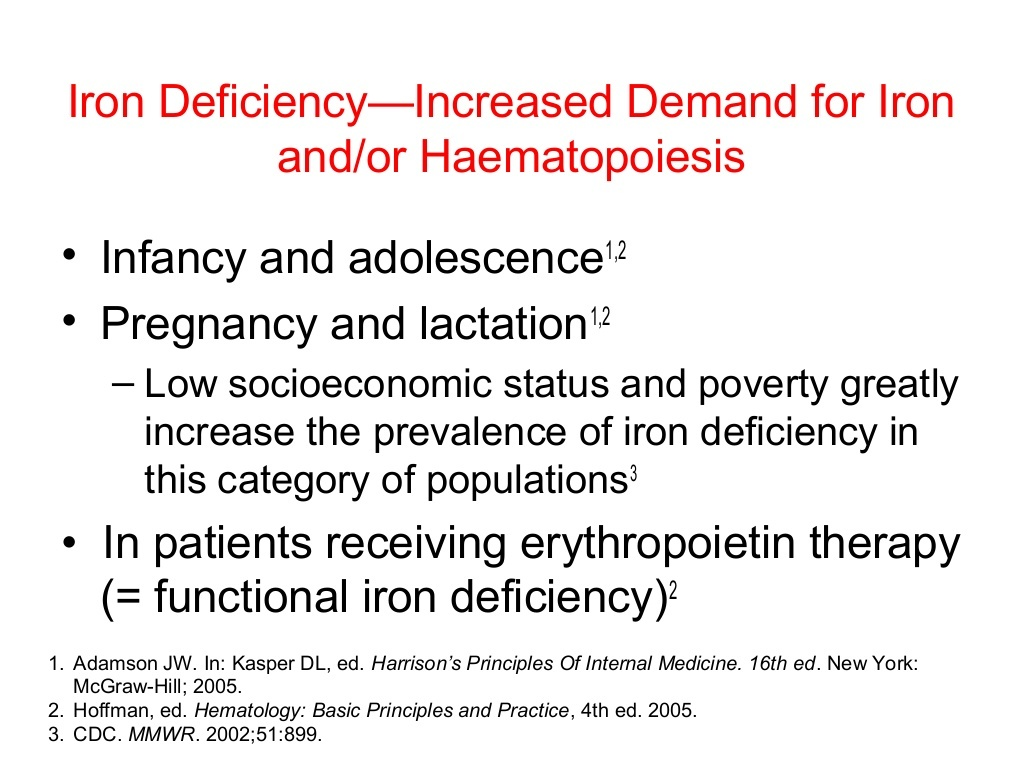 Iron Deficiency—Increased Demand for Iron
and/or Haematopoiesis
• Infancy and adolescence1,2
• Pregnancy and lactation1,2
– Low socioeconomic status and poverty greatly
increase the prevalence of iron deficiency in
this category of populations3
• In patients receiving erythropoietin therapy
(= functional iron deficiency)2
1. Adamson JW. In: Kasper DL, ed. Harrison’s Principles Of Internal Medicine. 16th ed. New York:
McGraw-Hill; 2005.
2. Hoffman, ed. Hematology: Basic Principles and Practice, 4th ed. 2005.
3. CDC. MMWR. 2002;51:899.